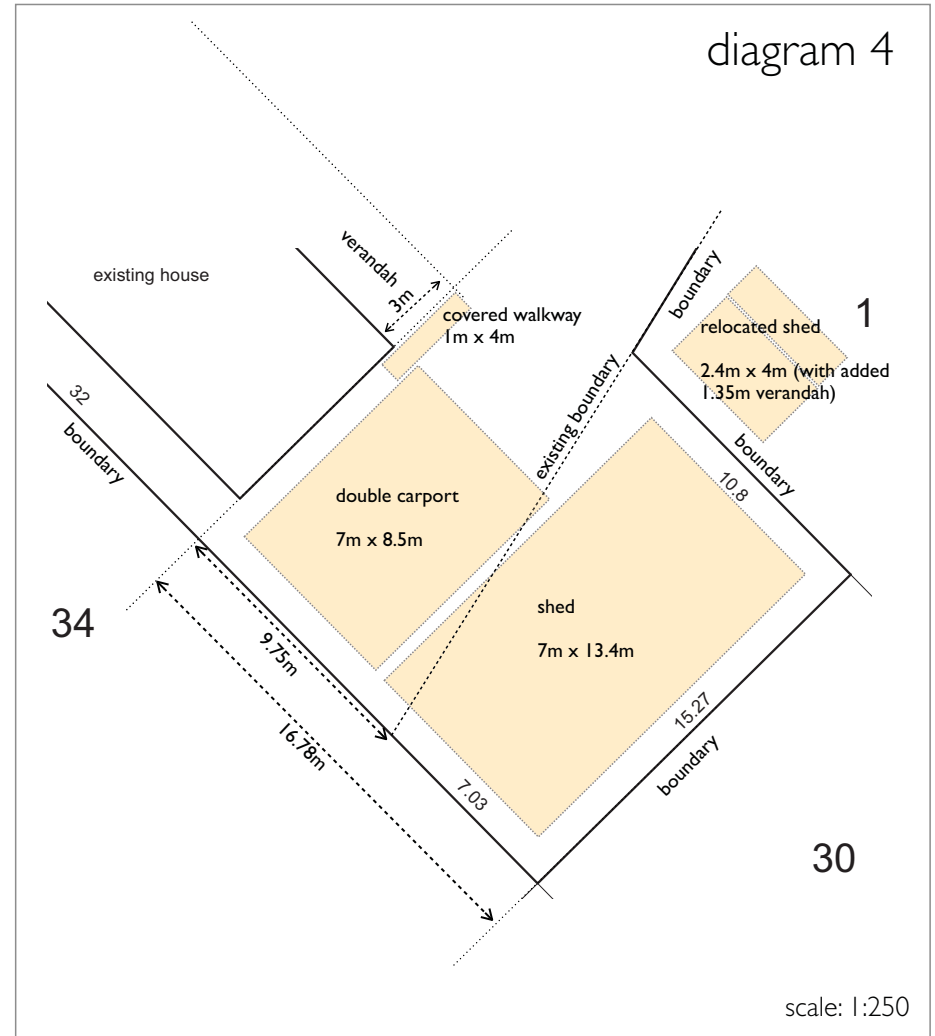 diagram 4
verandah
3m
existing house
covered walkway
1m x 4m
boundary
relocated shed
1
2.4m x 4m (with added
1.35m verandah)
existing boundary
32
boundary
boundary
10.8
double carport
7m x 8.5m
shed
7m x 13.4m
34
9.75m
16.78m
15.27
boundary
7.03
30
scale: 1:250